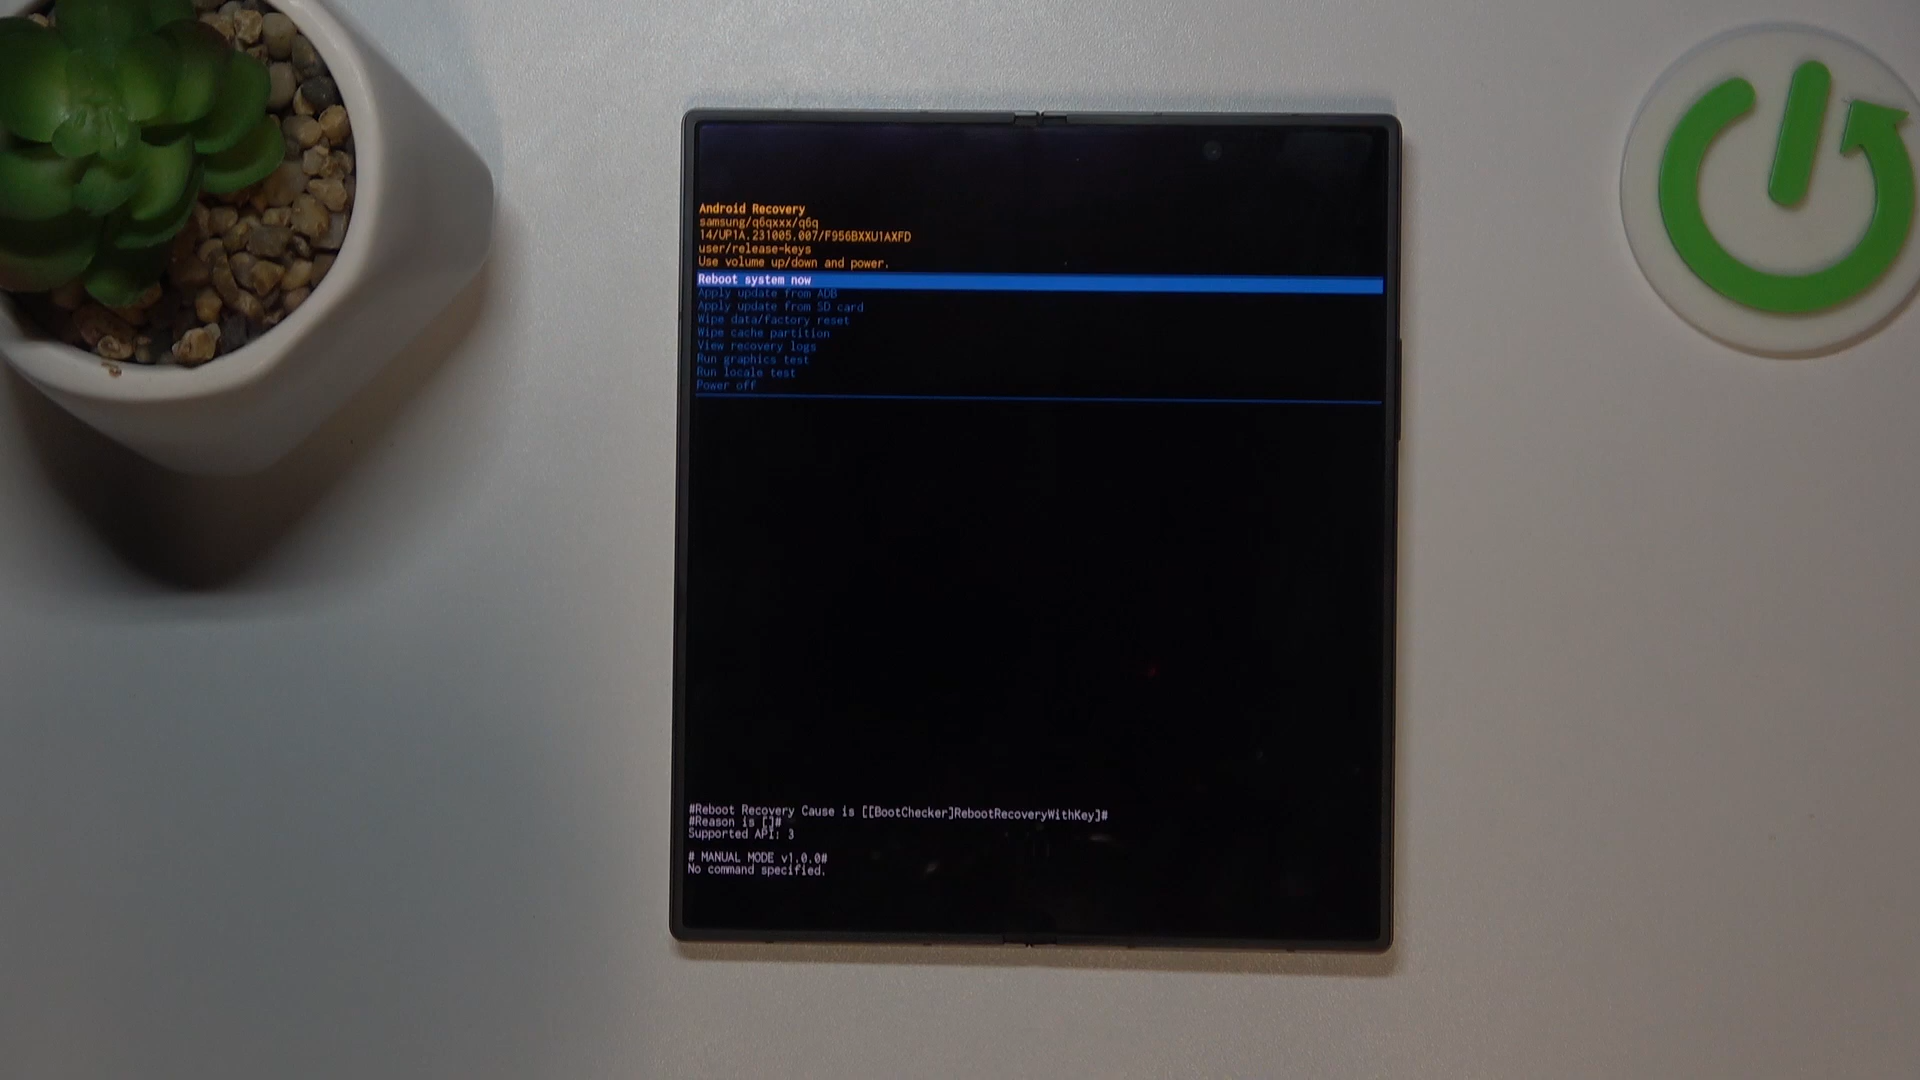 Android Recovery
samsung/q6qxxx/q6q
14/UP1A.231005.007/F956BXXU1AXFD
user/release-keys
Use volume up/down and power.
Reboot system now
Apply update from ADB
Apply update from SD card
Wipe data/factory reset
Wipe cache partition
View recovery logs
Run graphics test
Run locale test
Power off
#Reboot Recovery Cause is [[BootChecker]RebootRecoveryWithKey]#
#Reason is []#
Supported API: 3
# MANUAL MODE v1.0.0#
No command specified.